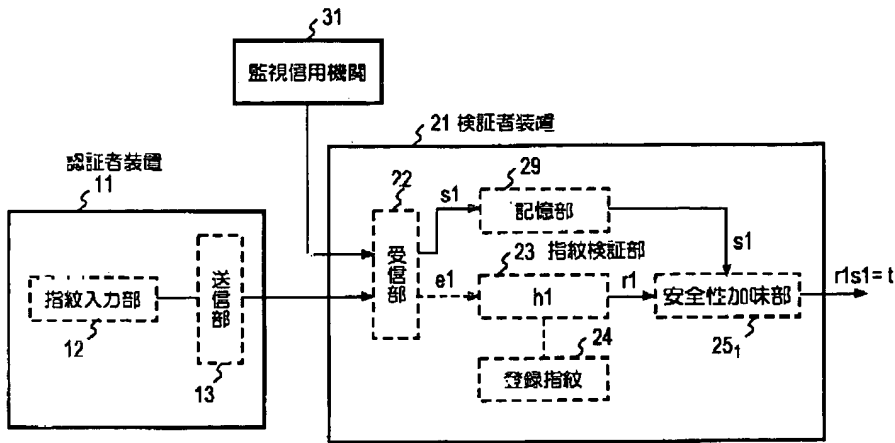 31
監視信用機関
21 検証者装置
認証者装置
11
指紋入力部
12
送信部
13
22
受信部
s1
29
記憶部
s1
e1
23 指紋検証部
h1
r1
安全性加味部
25₁
r1s1=t
24
登録指紋